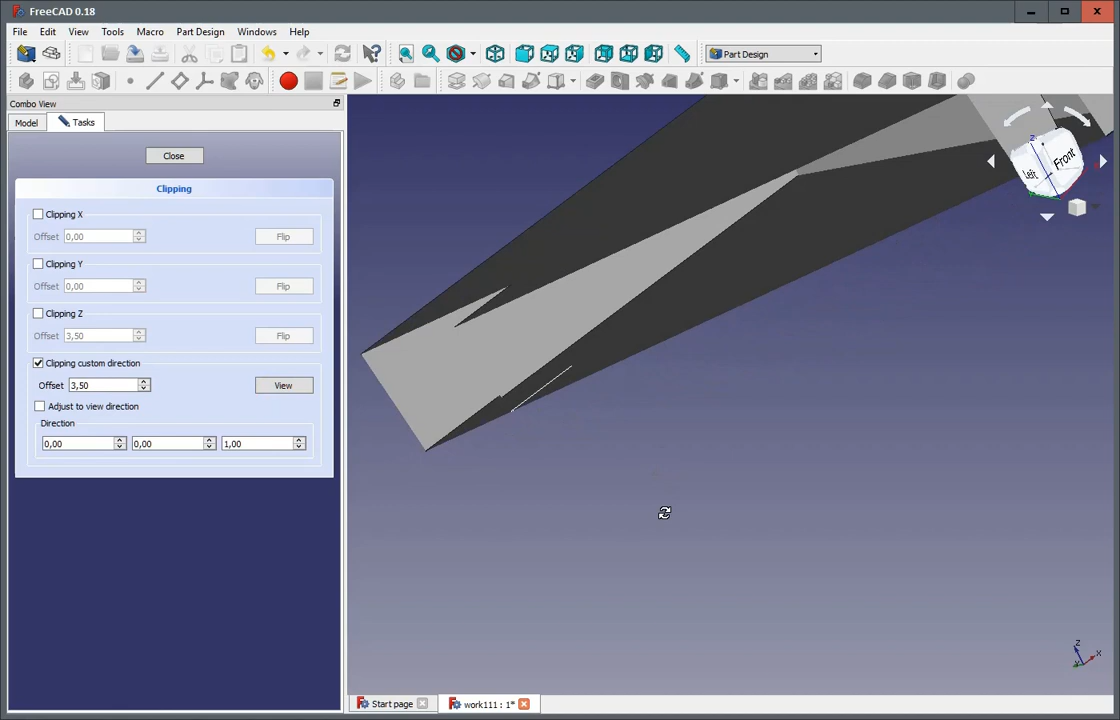 FreeCAD 0.18
File Edit View Tools Macro Part Design Windows Help
Part Design
Combo View
Model Tasks
Close
Clipping
Clipping X
Offset 0,00 Flip
Clipping Y
Offset 0,00 Flip
Clipping Z
Offset 3,50 Flip
Clipping custom direction
Offset 3,50 View
Adjust to view direction
Direction
0,00 0,00 1,00
Front
Left
Z
Z
X
Y
Start page work111 : 1*